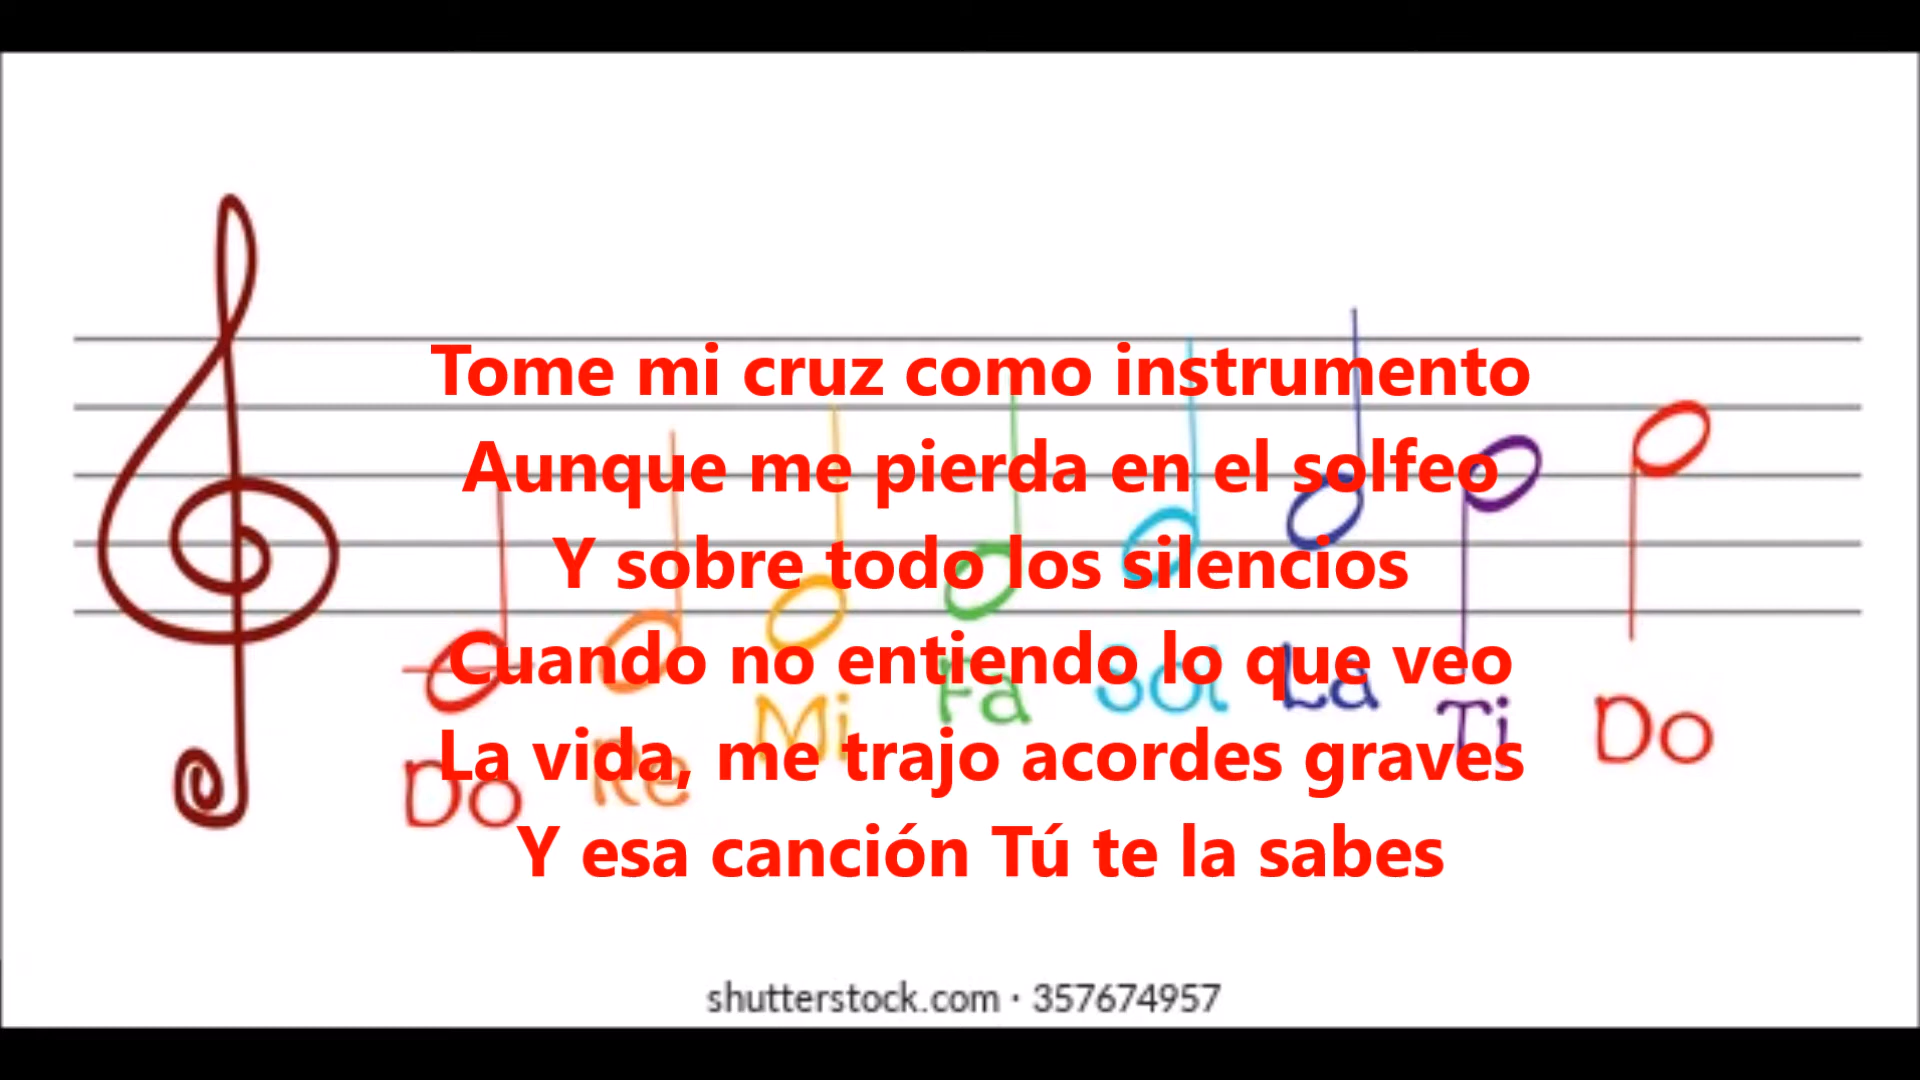 Tome mi cruz como instrumento
Aunque me pierda en el solfeo
Y sobre todo los silencios
Cuando no entiendo lo que veo
La vida, me trajo acordes graves
Y esa canción Tú te la sabes
Do Re Mi Fa Sol La Ti Do
shutterstock.com · 357674957